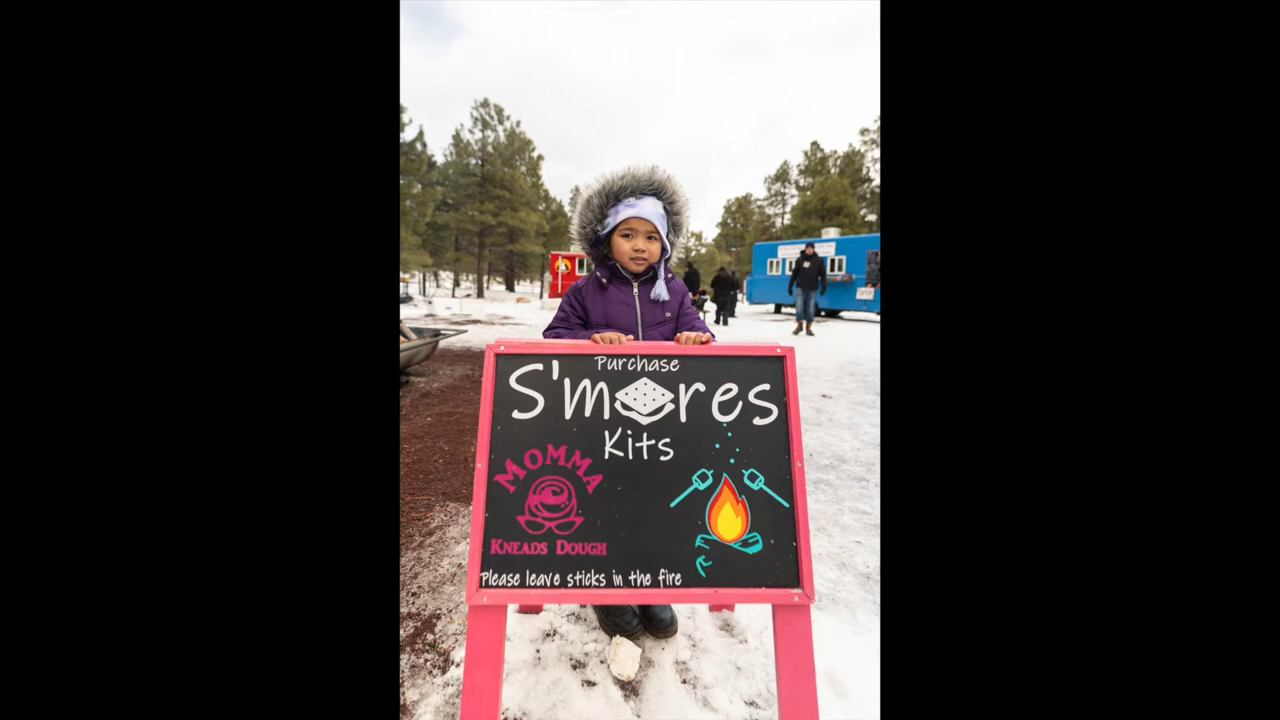 Purchase
S'mores
Kits
MOMMA
KNEADS DOUGH
Please leave sticks in the fire